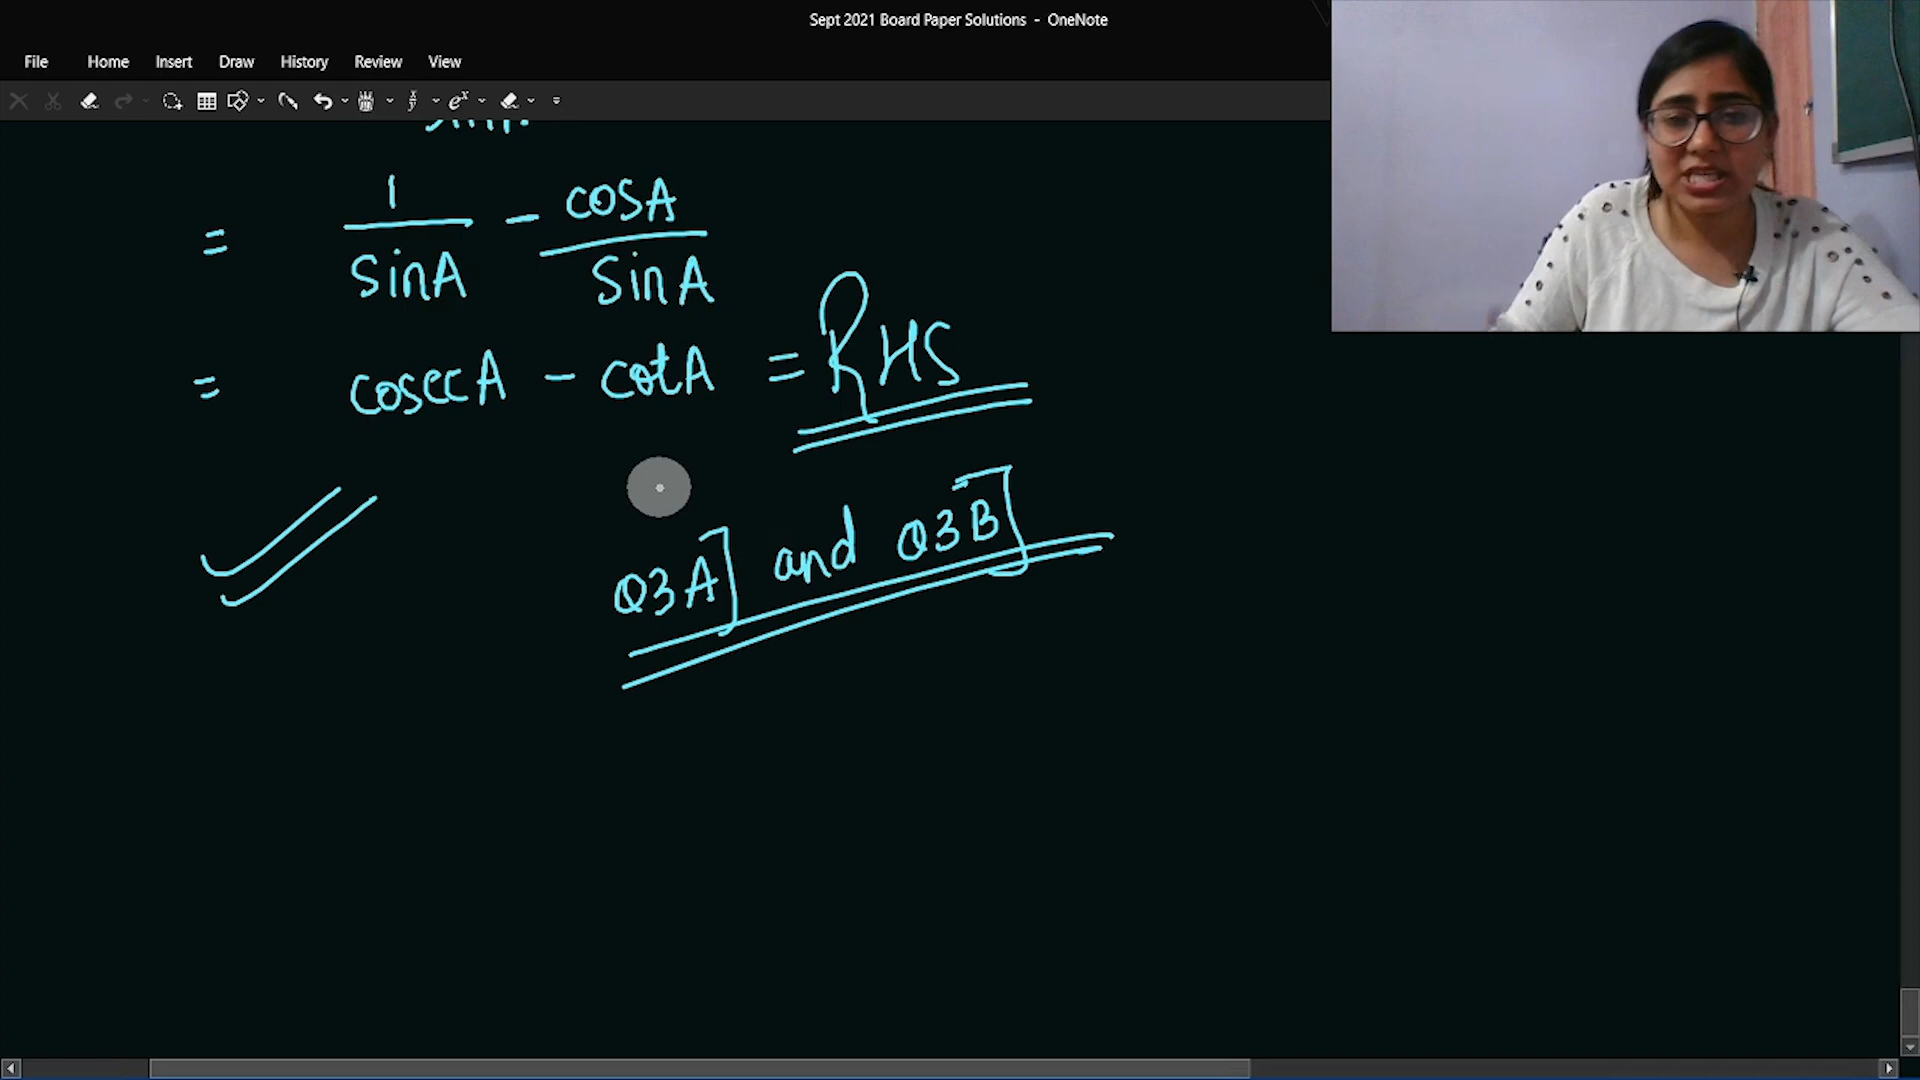 Sept 2021 Board Paper Solutions - OneNote
File Home Insert Draw History Review View
= 1/SinA - cosA/SinA
= cosecA - cotA = RHS
Q3A] and Q3B]